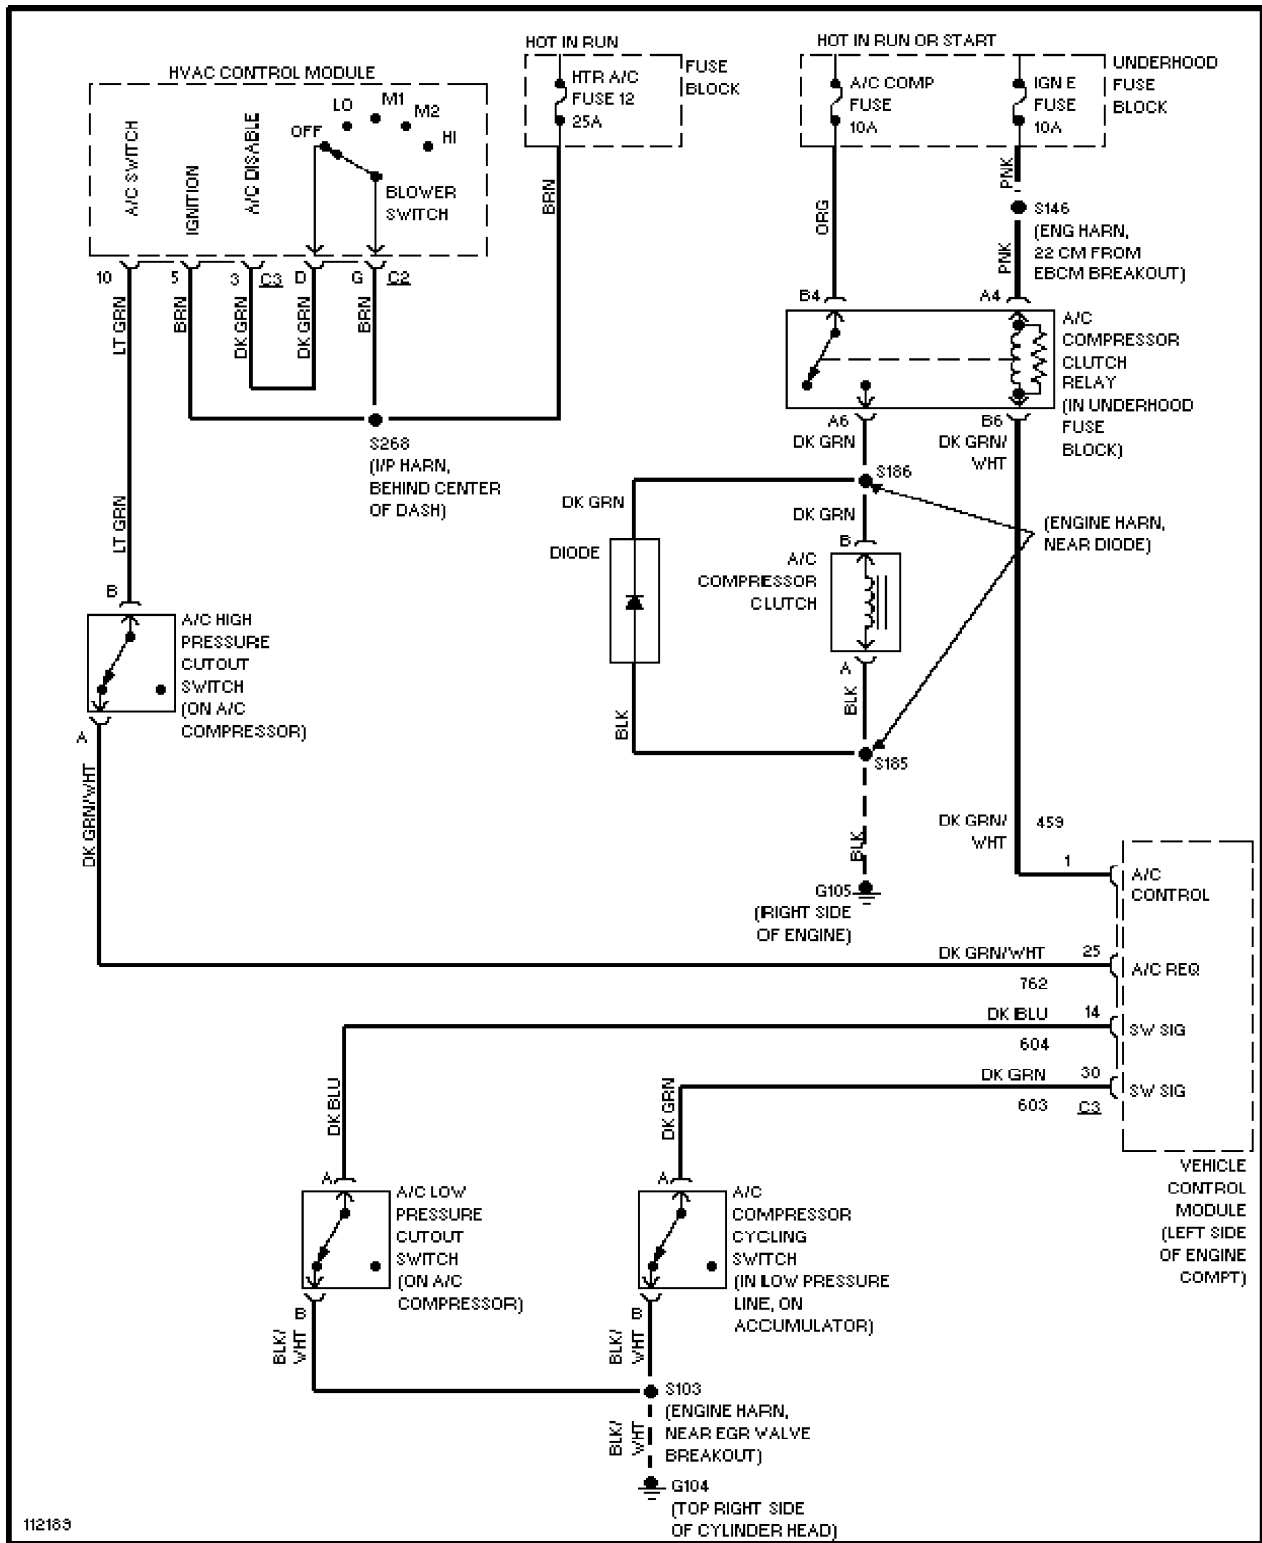 HOT IN RUN
HOT IN RUN OR START
HVAC CONTROL MODULE
HTR A/C
FUSE 12
25A
FUSE
BLOCK
A/C COMP
FUSE
10A
IGN E
FUSE
10A
UNDERHOOD
FUSE
BLOCK
A/C SWITCH
IGNITION
A/C DISABLE
OFF
LO
M1
M2
HI
BLOWER
SWITCH
10
5
3
C3
D
G
C2
LT GRN
BRN
DK GRN
DK GRN
BRN
BRN
ORG
PNK
S146
(ENG HARN,
22 CM FROM
EBCM BREAKOUT)
PNK
B4
A4
A/C
COMPRESSOR
CLUTCH
RELAY
(IN UNDERHOOD
FUSE
BLOCK)
A6
DK GRN
B6
DK GRN/
WHT
S268
(I/P HARN,
BEHIND CENTER
OF DASH)
LT GRN
S186
DK GRN
DK GRN
(ENGINE HARN,
NEAR DIODE)
DIODE
B
A/C
COMPRESSOR
CLUTCH
A
BLK
BLK
S185
B
A/C HIGH
PRESSURE
CUTOUT
SWITCH
(ON A/C
COMPRESSOR)
A
DK GRN/WHT
DK GRN/
WHT
459
1
A/C
CONTROL
BLK
G105
(RIGHT SIDE
OF ENGINE)
DK GRN/WHT
25
A/C REQ
762
DK BLU
14
SW SIG
604
DK GRN
30
SW SIG
603
C3
VEHICLE
CONTROL
MODULE
(LEFT SIDE
OF ENGINE
COMPT)
DK BLU
DK GRN
A
A/C LOW
PRESSURE
CUTOUT
SWITCH
(ON A/C
COMPRESSOR)
B
BLK/
WHT
A
A/C
COMPRESSOR
CYCLING
SWITCH
(IN LOW PRESSURE
LINE, ON
ACCUMULATOR)
B
BLK/
WHT
S103
(ENGINE HARN,
NEAR EGR VALVE
BREAKOUT)
BLK/
WHT
G104
(TOP RIGHT SIDE
OF CYLINDER HEAD)
112189